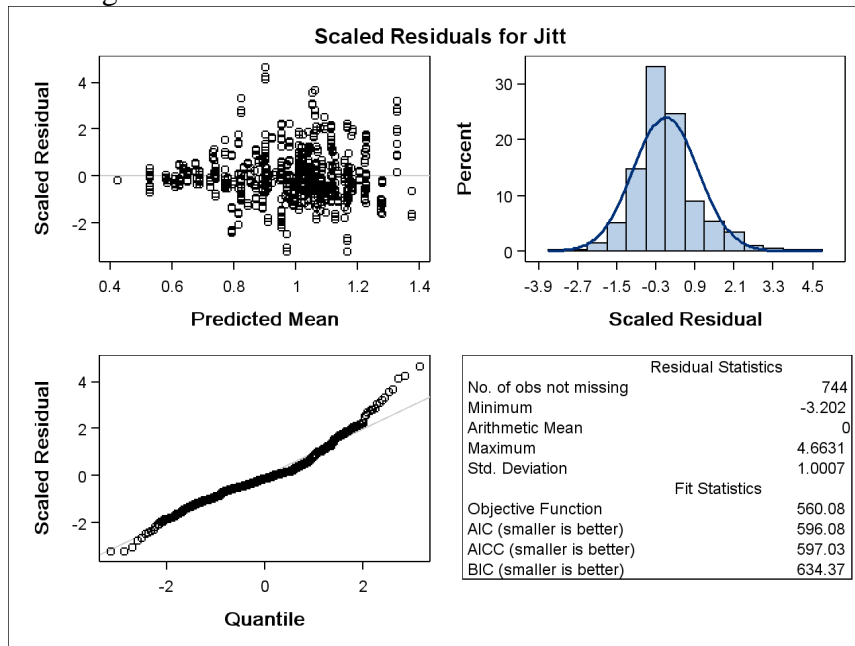 Scaled Residuals for Jitt
Scaled Residual
4
2
0
-2
0.4 0.6 0.8 1 1.2 1.4
Predicted Mean
Percent
30
20
10
0
-3.9 -2.7 -1.5 -0.3 0.9 2.1 3.3 4.5
Scaled Residual
Scaled Residual
4
2
0
-2
-2 0 2
Quantile
Residual Statistics
No. of obs not missing 744
Minimum -3.202
Arithmetic Mean 0
Maximum 4.6631
Std. Deviation 1.0007
Fit Statistics
Objective Function 560.08
AIC (smaller is better) 596.08
AICC (smaller is better) 597.03
BIC (smaller is better) 634.37